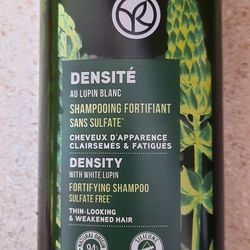 DENSITÉ
AU LUPIN BLANC
SHAMPOOING FORTIFIANT
SANS SULFATE*
CHEVEUX D'APPARENCE
CLAIRSEMÉS & FATIGUÉS
DENSITY
WITH WHITE LUPIN
FORTIFYING SHAMPOO
SULFATE FREE*
THIN-LOOKING
& WEAKENED HAIR